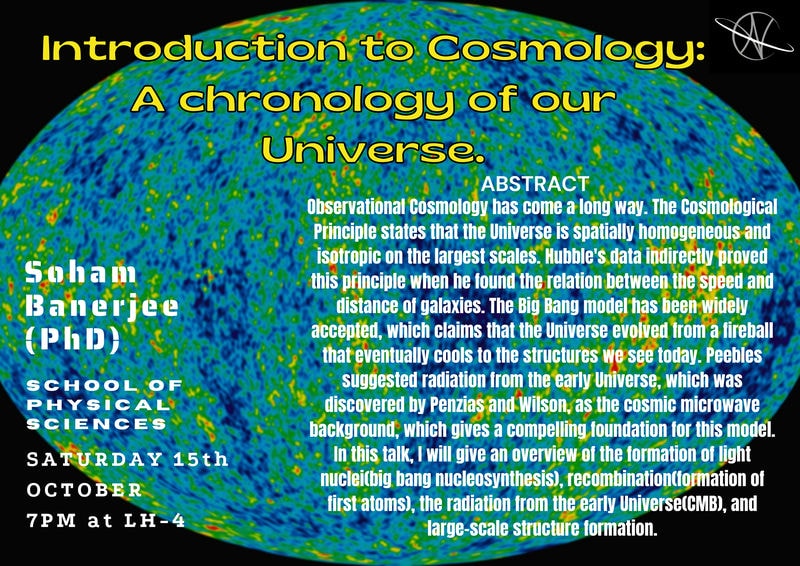 Introduction to Cosmology:
A chronology of our
Universe.
ABSTRACT
Observational Cosmology has come a long way. The Cosmological
Principle states that the Universe is spatially homogeneous and
isotropic on the largest scales. Hubble's data indirectly proved
this principle when he found the relation between the speed and
distance of galaxies. The Big Bang model has been widely
accepted, which claims that the Universe evolved from a fireball
that eventually cools to the structures we see today. Peebles
suggested radiation from the early Universe, which was
discovered by Penzias and Wilson, as the cosmic microwave
background, which gives a compelling foundation for this model.
In this talk, I will give an overview of the formation of light
nuclei(big bang nucleosynthesis), recombination(formation of
first atoms), the radiation from the early Universe(CMB), and
large-scale structure formation.
Soham
Banerjee
(PhD)
SCHOOL OF
PHYSICAL
SCIENCES
SATURDAY 15th
OCTOBER
7PM at LH-4